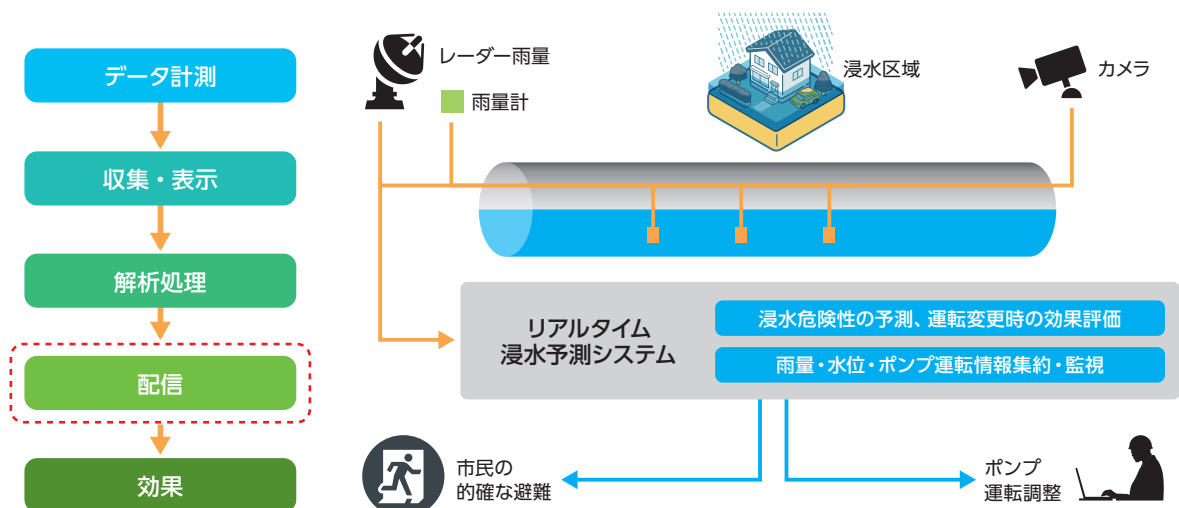 データ計測
収集・表示
解析処理
配信
効果
レーダー雨量
雨量計
浸水区域
カメラ
リアルタイム
浸水予測システム
浸水危険性の予測、運転変更時の効果評価
雨量・水位・ポンプ運転情報集約・監視
市民の
的確な避難
ポンプ
運転調整